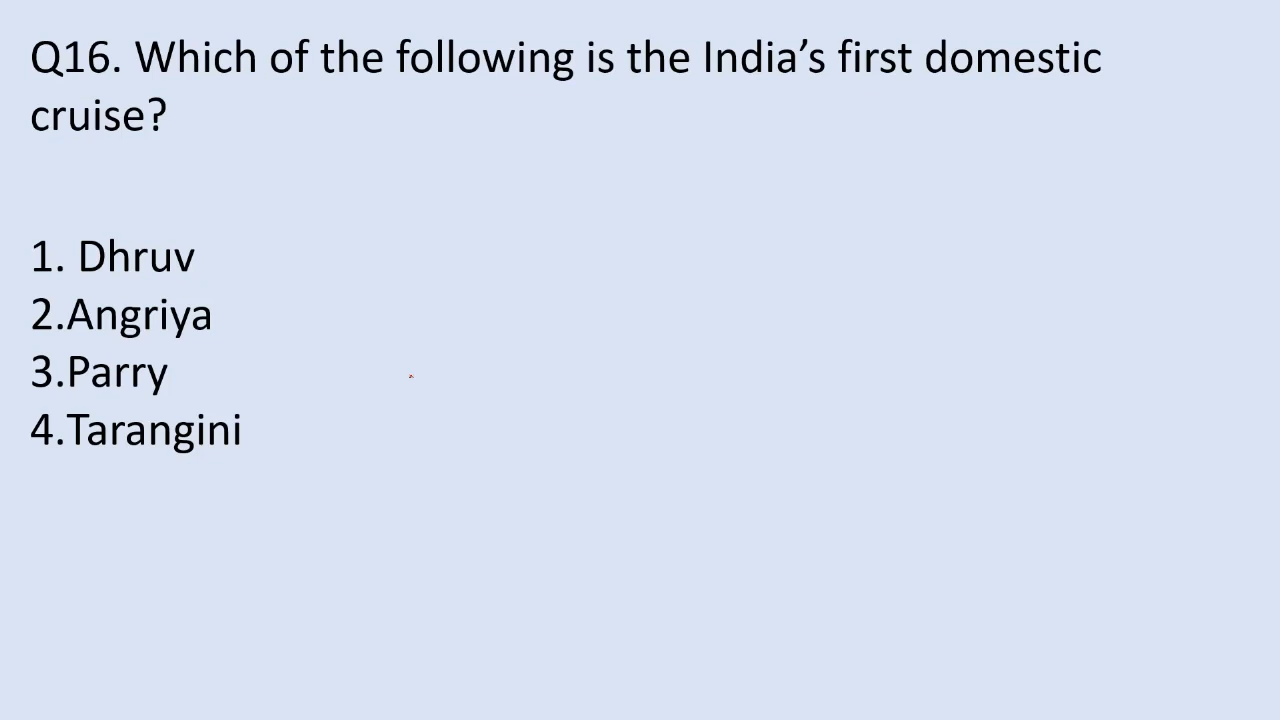 Q16. Which of the following is the India’s first domestic
cruise?
1. Dhruv
2.Angriya
3.Parry
4.Tarangini